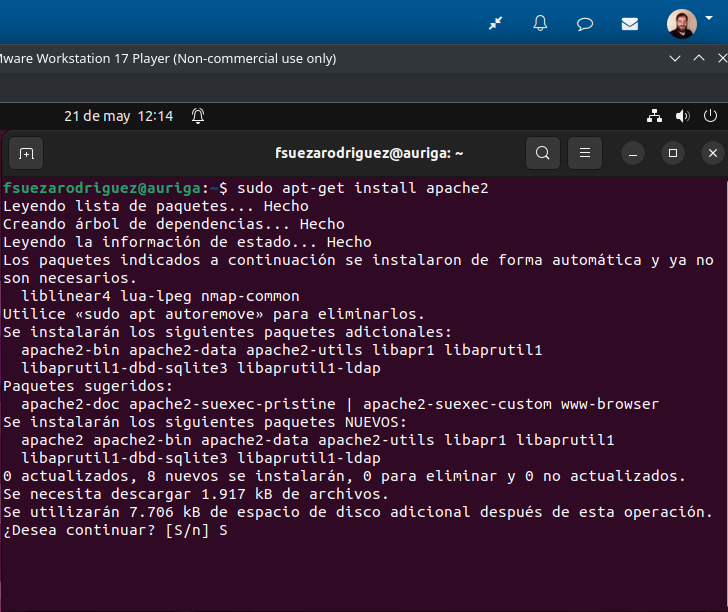 Mware Workstation 17 Player (Non-commercial use only)
21 de may 12:14
fsuezarodriguez@auriga: ~
fsuezarodriguez@auriga:~$ sudo apt-get install apache2
Leyendo lista de paquetes... Hecho
Creando árbol de dependencias... Hecho
Leyendo la información de estado... Hecho
Los paquetes indicados a continuación se instalaron de forma automática y ya no
son necesarios.
  liblinear4 lua-lpeg nmap-common
Utilice «sudo apt autoremove» para eliminarlos.
Se instalarán los siguientes paquetes adicionales:
  apache2-bin apache2-data apache2-utils libapr1 libaprutil1
  libaprutil1-dbd-sqlite3 libaprutil1-ldap
Paquetes sugeridos:
  apache2-doc apache2-suexec-pristine | apache2-suexec-custom www-browser
Se instalarán los siguientes paquetes NUEVOS:
  apache2 apache2-bin apache2-data apache2-utils libapr1 libaprutil1
  libaprutil1-dbd-sqlite3 libaprutil1-ldap
0 actualizados, 8 nuevos se instalarán, 0 para eliminar y 0 no actualizados.
Se necesita descargar 1.917 kB de archivos.
Se utilizarán 7.706 kB de espacio de disco adicional después de esta operación.
¿Desea continuar? [S/n] S